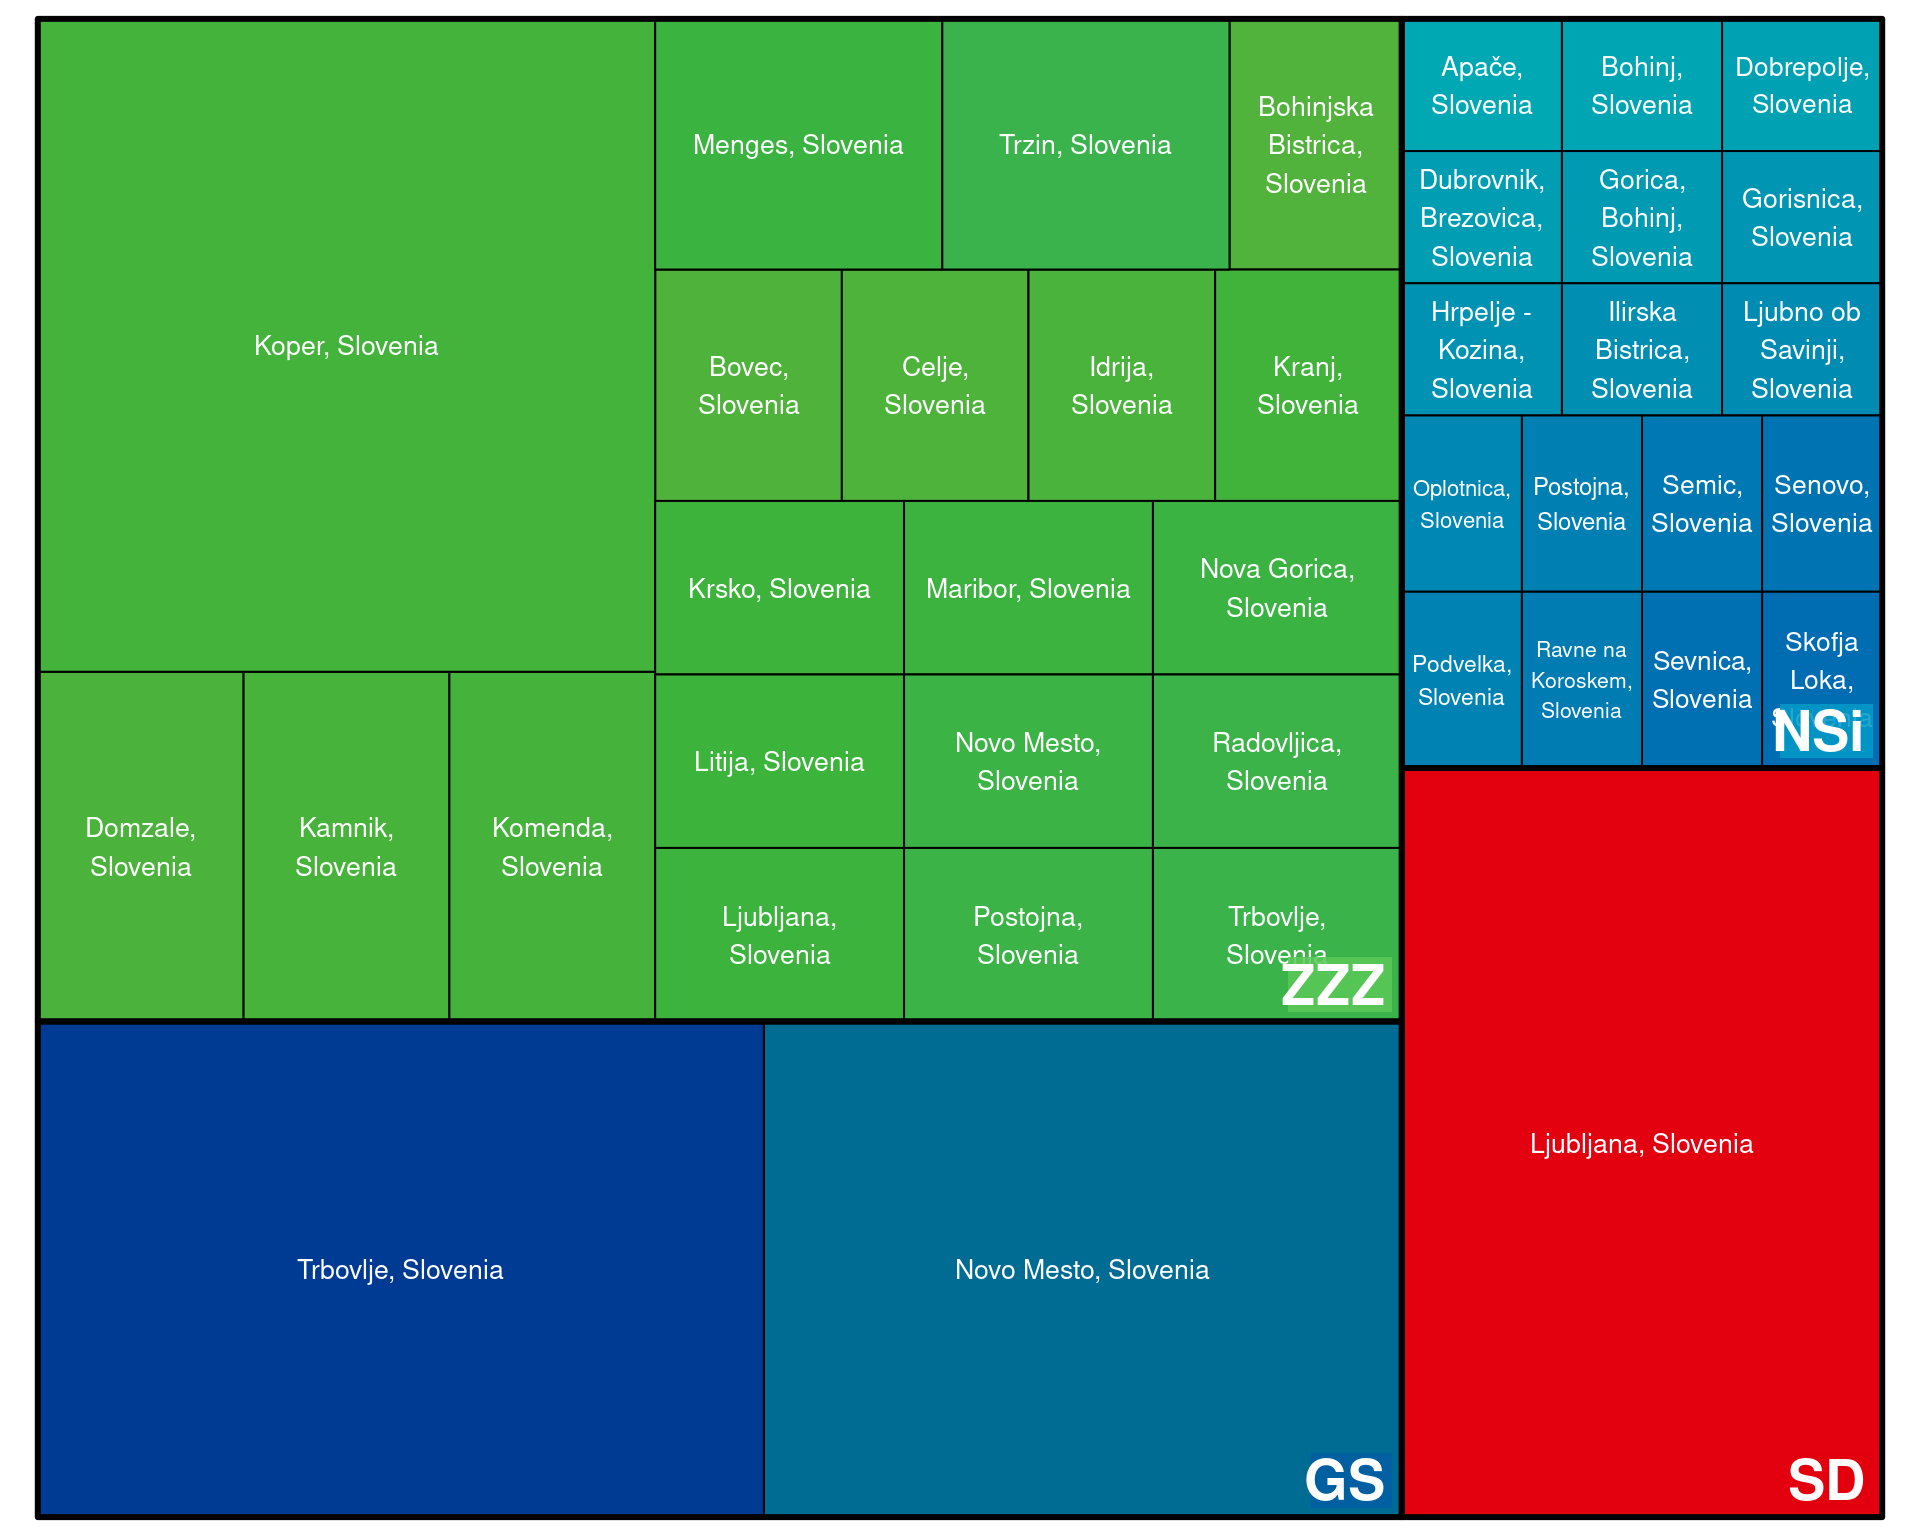 Koper, Slovenia
Menges, Slovenia
Trzin, Slovenia
Bohinjska
Bistrica,
Slovenia
Bovec,
Slovenia
Celje,
Slovenia
Idrija,
Slovenia
Kranj,
Slovenia
Krsko, Slovenia
Maribor, Slovenia
Nova Gorica,
Slovenia
Litija, Slovenia
Novo Mesto,
Slovenia
Radovljica,
Slovenia
Domzale,
Slovenia
Kamnik,
Slovenia
Komenda,
Slovenia
Ljubljana,
Slovenia
Postojna,
Slovenia
Trbovlje,
Slovenia
ZZZ
Apače,
Slovenia
Bohinj,
Slovenia
Dobrepolje,
Slovenia
Dubrovnik,
Brezovica,
Slovenia
Gorica,
Bohinj,
Slovenia
Gorisnica,
Slovenia
Hrpelje -
Kozina,
Slovenia
Ilirska
Bistrica,
Slovenia
Ljubno ob
Savinji,
Slovenia
Oplotnica,
Slovenia
Postojna,
Slovenia
Semic,
Slovenia
Senovo,
Slovenia
Podvelka,
Slovenia
Ravne na
Koroskem,
Slovenia
Sevnica,
Slovenia
Skofja
Loka,
Slovenia
NSi
Trbovlje, Slovenia
Novo Mesto, Slovenia
GS
Ljubljana, Slovenia
SD